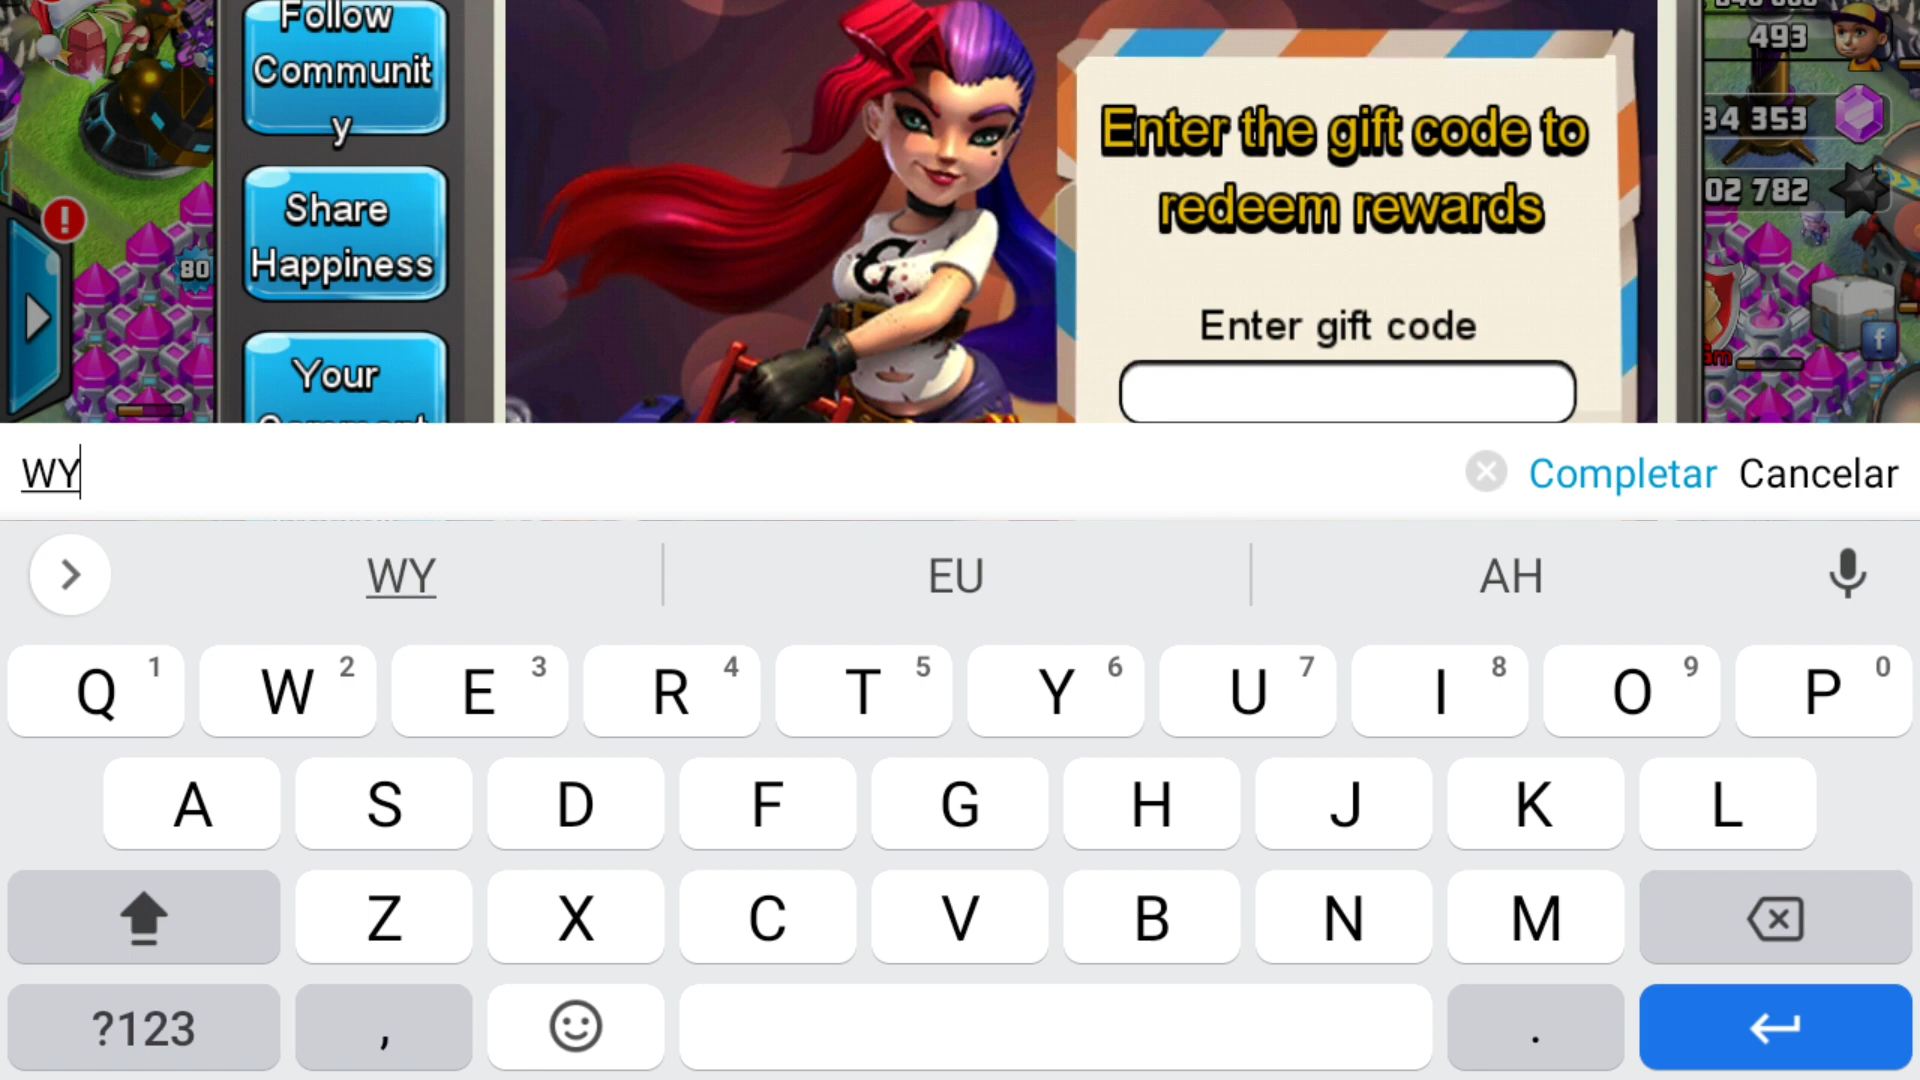 Follow
Communit
y
Share
Happiness
Your
Enter the gift code to
redeem rewards
Enter gift code
493
34 353
02 782
80
WY
Completar
Cancelar
WY
EU
AH
Q 1 W 2 E 3 R 4 T 5 Y 6 U 7 I 8 O 9 P 0
A S D F G H J K L
Z X C V B N M
?123 , .